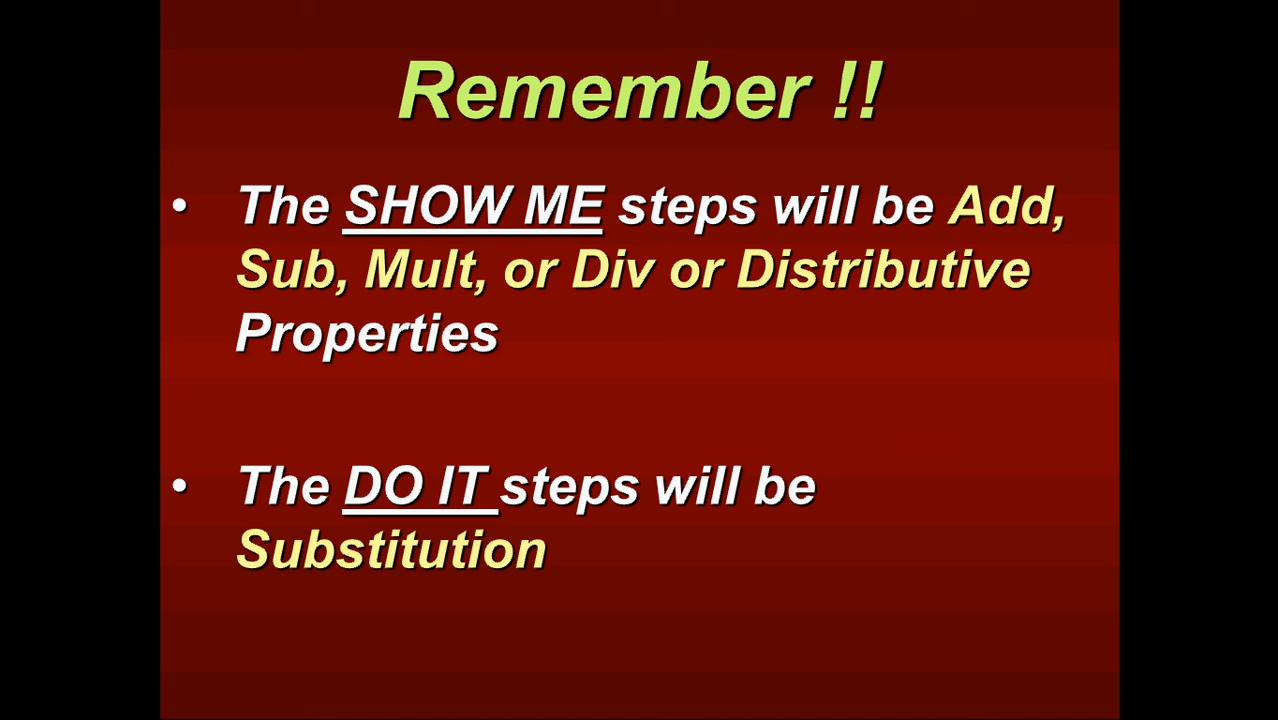 Remember !!
• The SHOW ME steps will be Add,
Sub, Mult, or Div or Distributive
Properties
• The DO IT steps will be
Substitution